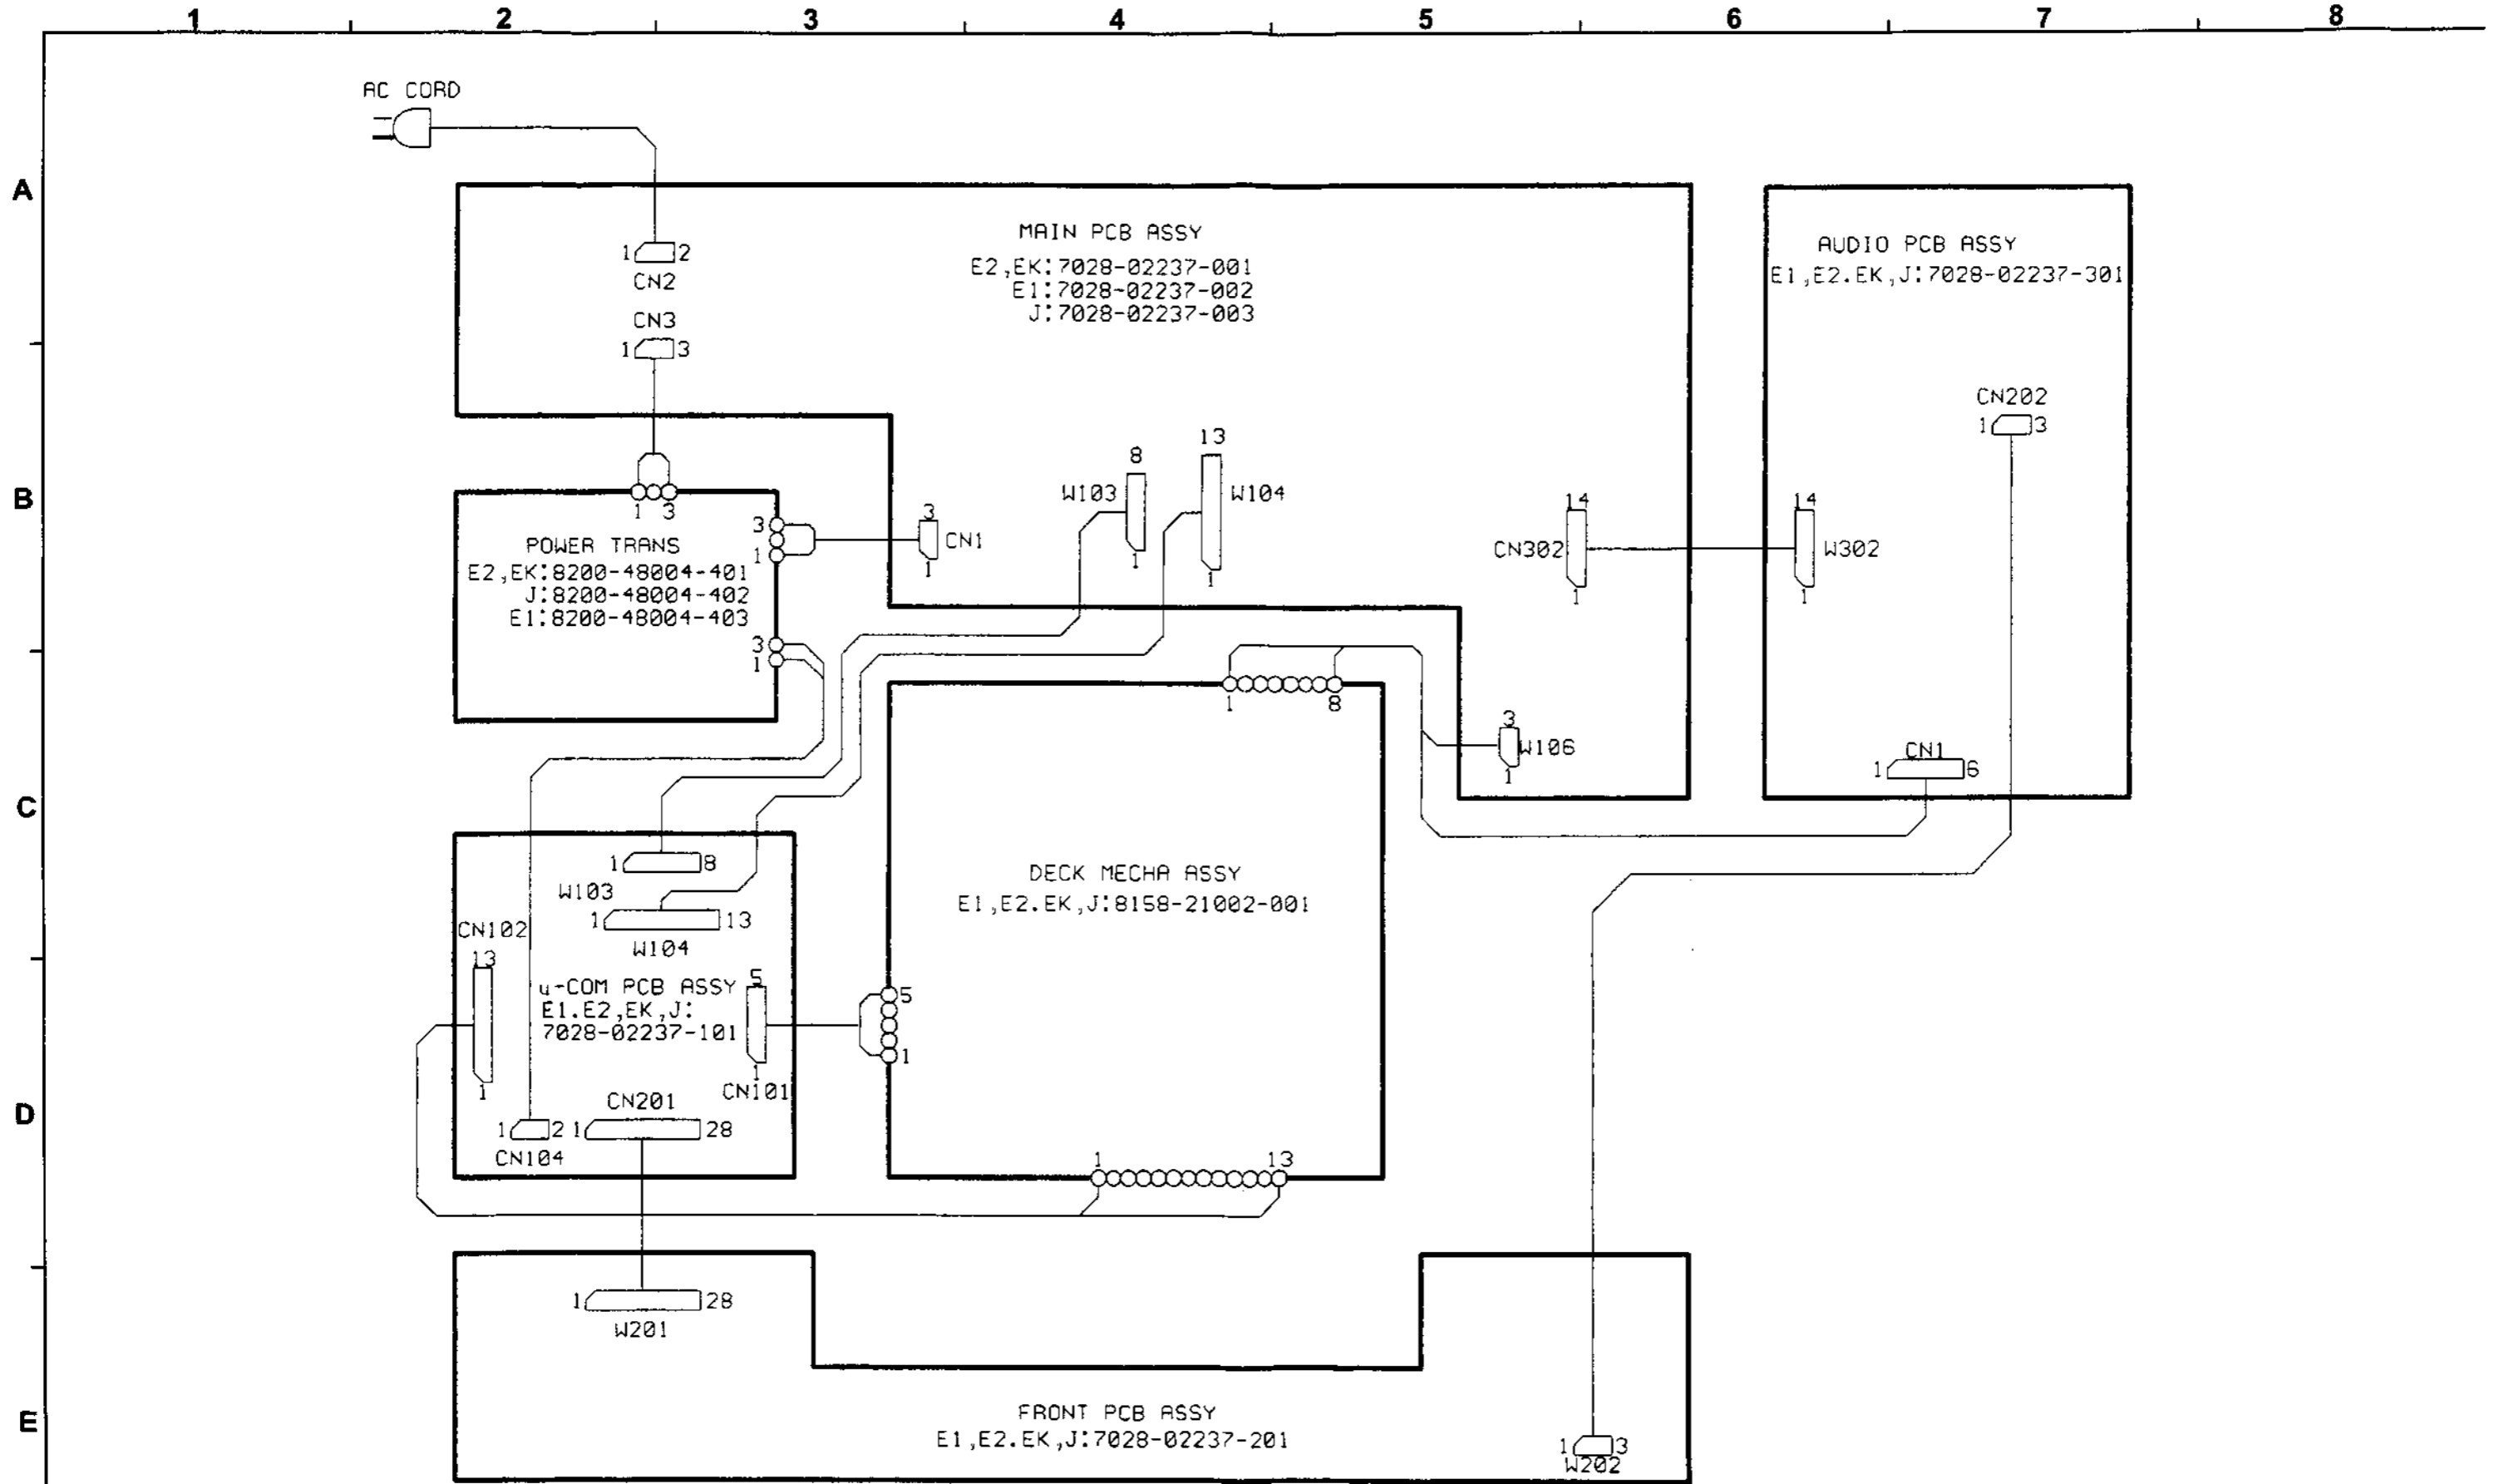 1 2 3 4 5 6 7 8
AC CORD
A
MAIN PCB ASSY
E2,EK:7028-02237-001
E1:7028-02237-002
J:7028-02237-003
AUDIO PCB ASSY
E1,E2.EK,J:7028-02237-301
1 2
CN2
CN3
1 3
CN202
1 3
B
1 3
POWER TRANS
E2,EK:8200-48004-401
J:8200-48004-402
E1:8200-48004-403
3
1
3
1
3
CN1
1
8
W103
1
13
W104
1
14
CN302
1
14
W302
1
1 8
3
W106
1
CN1
1 6
C
1 8
W103
1 13
W104
CN102
13
1
u-COM PCB ASSY
E1.E2,EK,J:
7028-02237-101
5
1
CN101
DECK MECHA ASSY
E1,E2.EK,J:8158-21002-001
5
1
D
CN201
1 2 1 28
CN104
1 13
1 28
W201
E
FRONT PCB ASSY
E1,E2.EK,J:7028-02237-201
1 3
W202